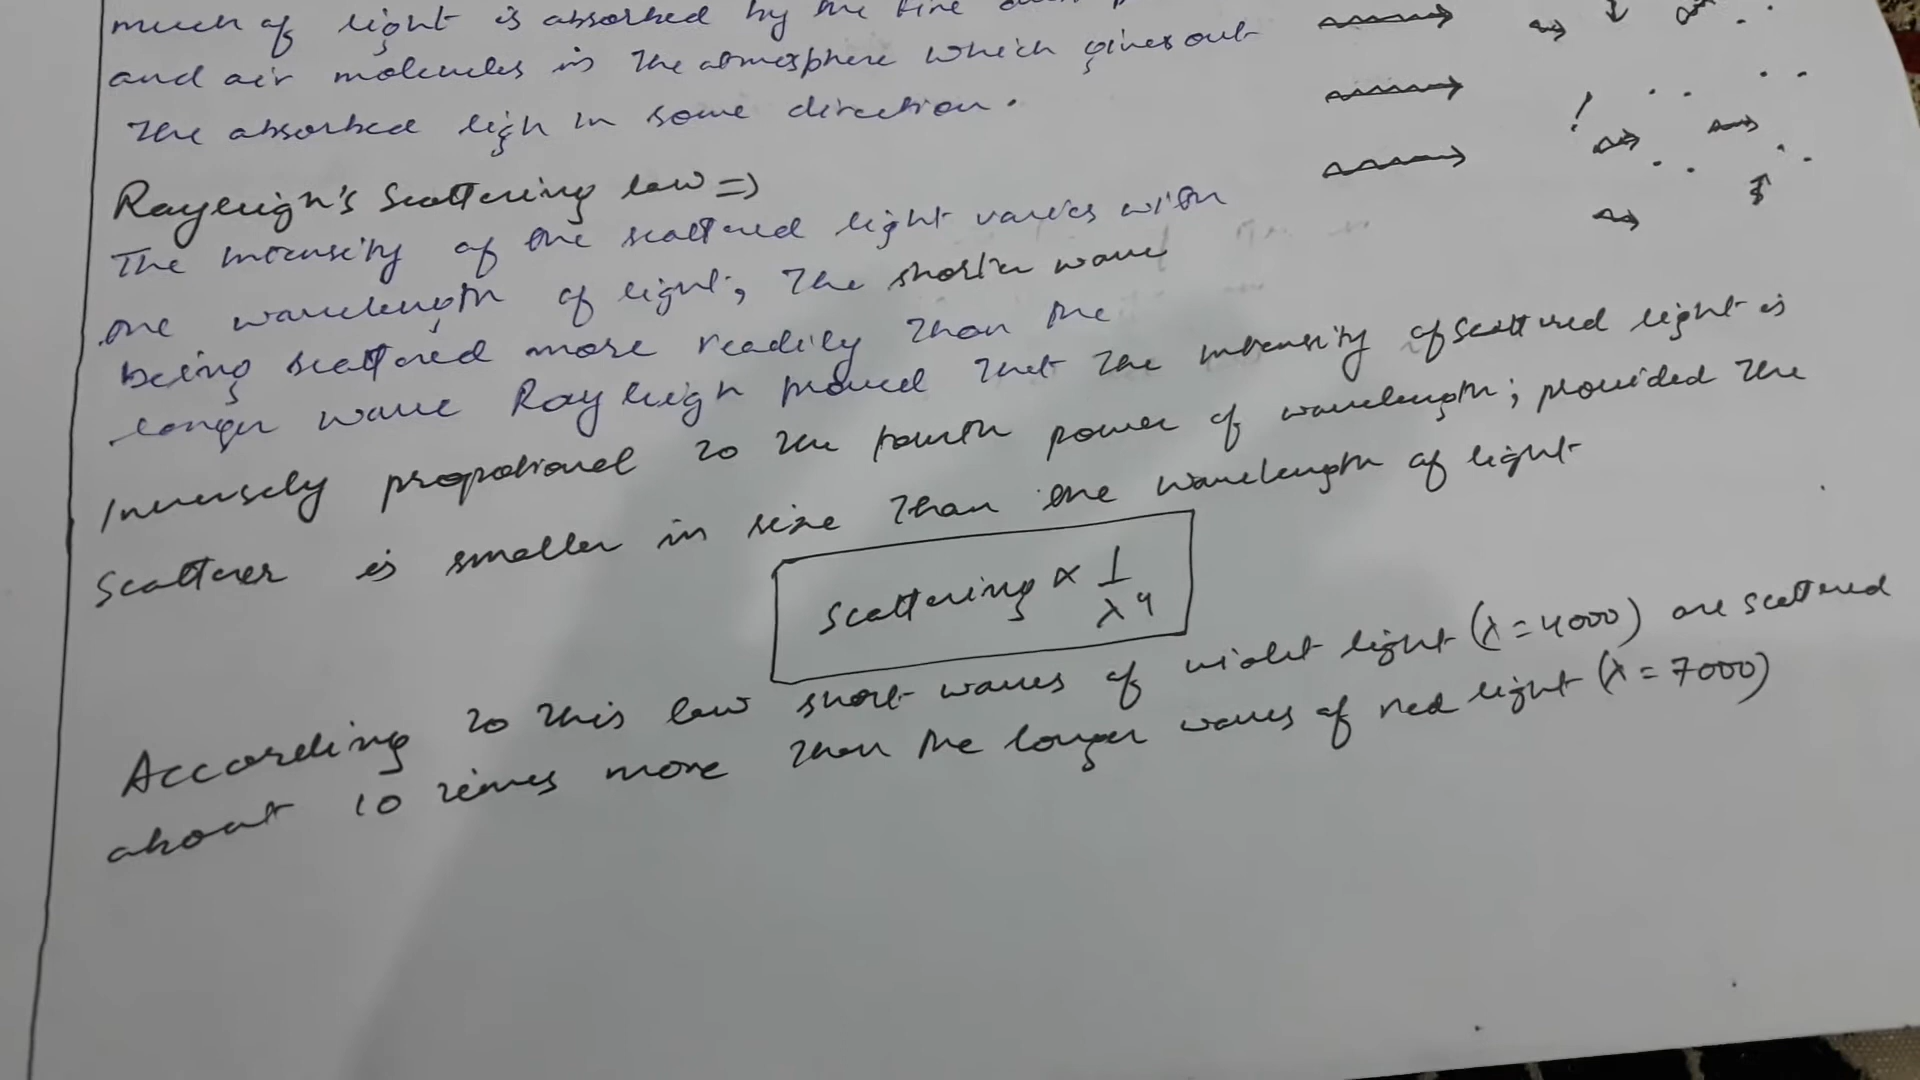 much of light is absorbed by the fine
and air molecules in the atmosphere which gives out
the absorbed ligh in some direction.
Rayleigh's Scattering law =>
The intensity of the scattered light varies with
the wavelength of light, The shorter wave
being scattered more readily than the
longer wave Rayleigh proved that the intensity of scattered light is
Inversely propotional to the fourth power of wavelength; provided the
Scatterer is smaller in size than the wavelength of light
Scattering ∝ 1/λ⁴
According to this law short waves of violet light (λ=4000) are scattered
about 10 times more than the longer waves of red light (λ=7000)